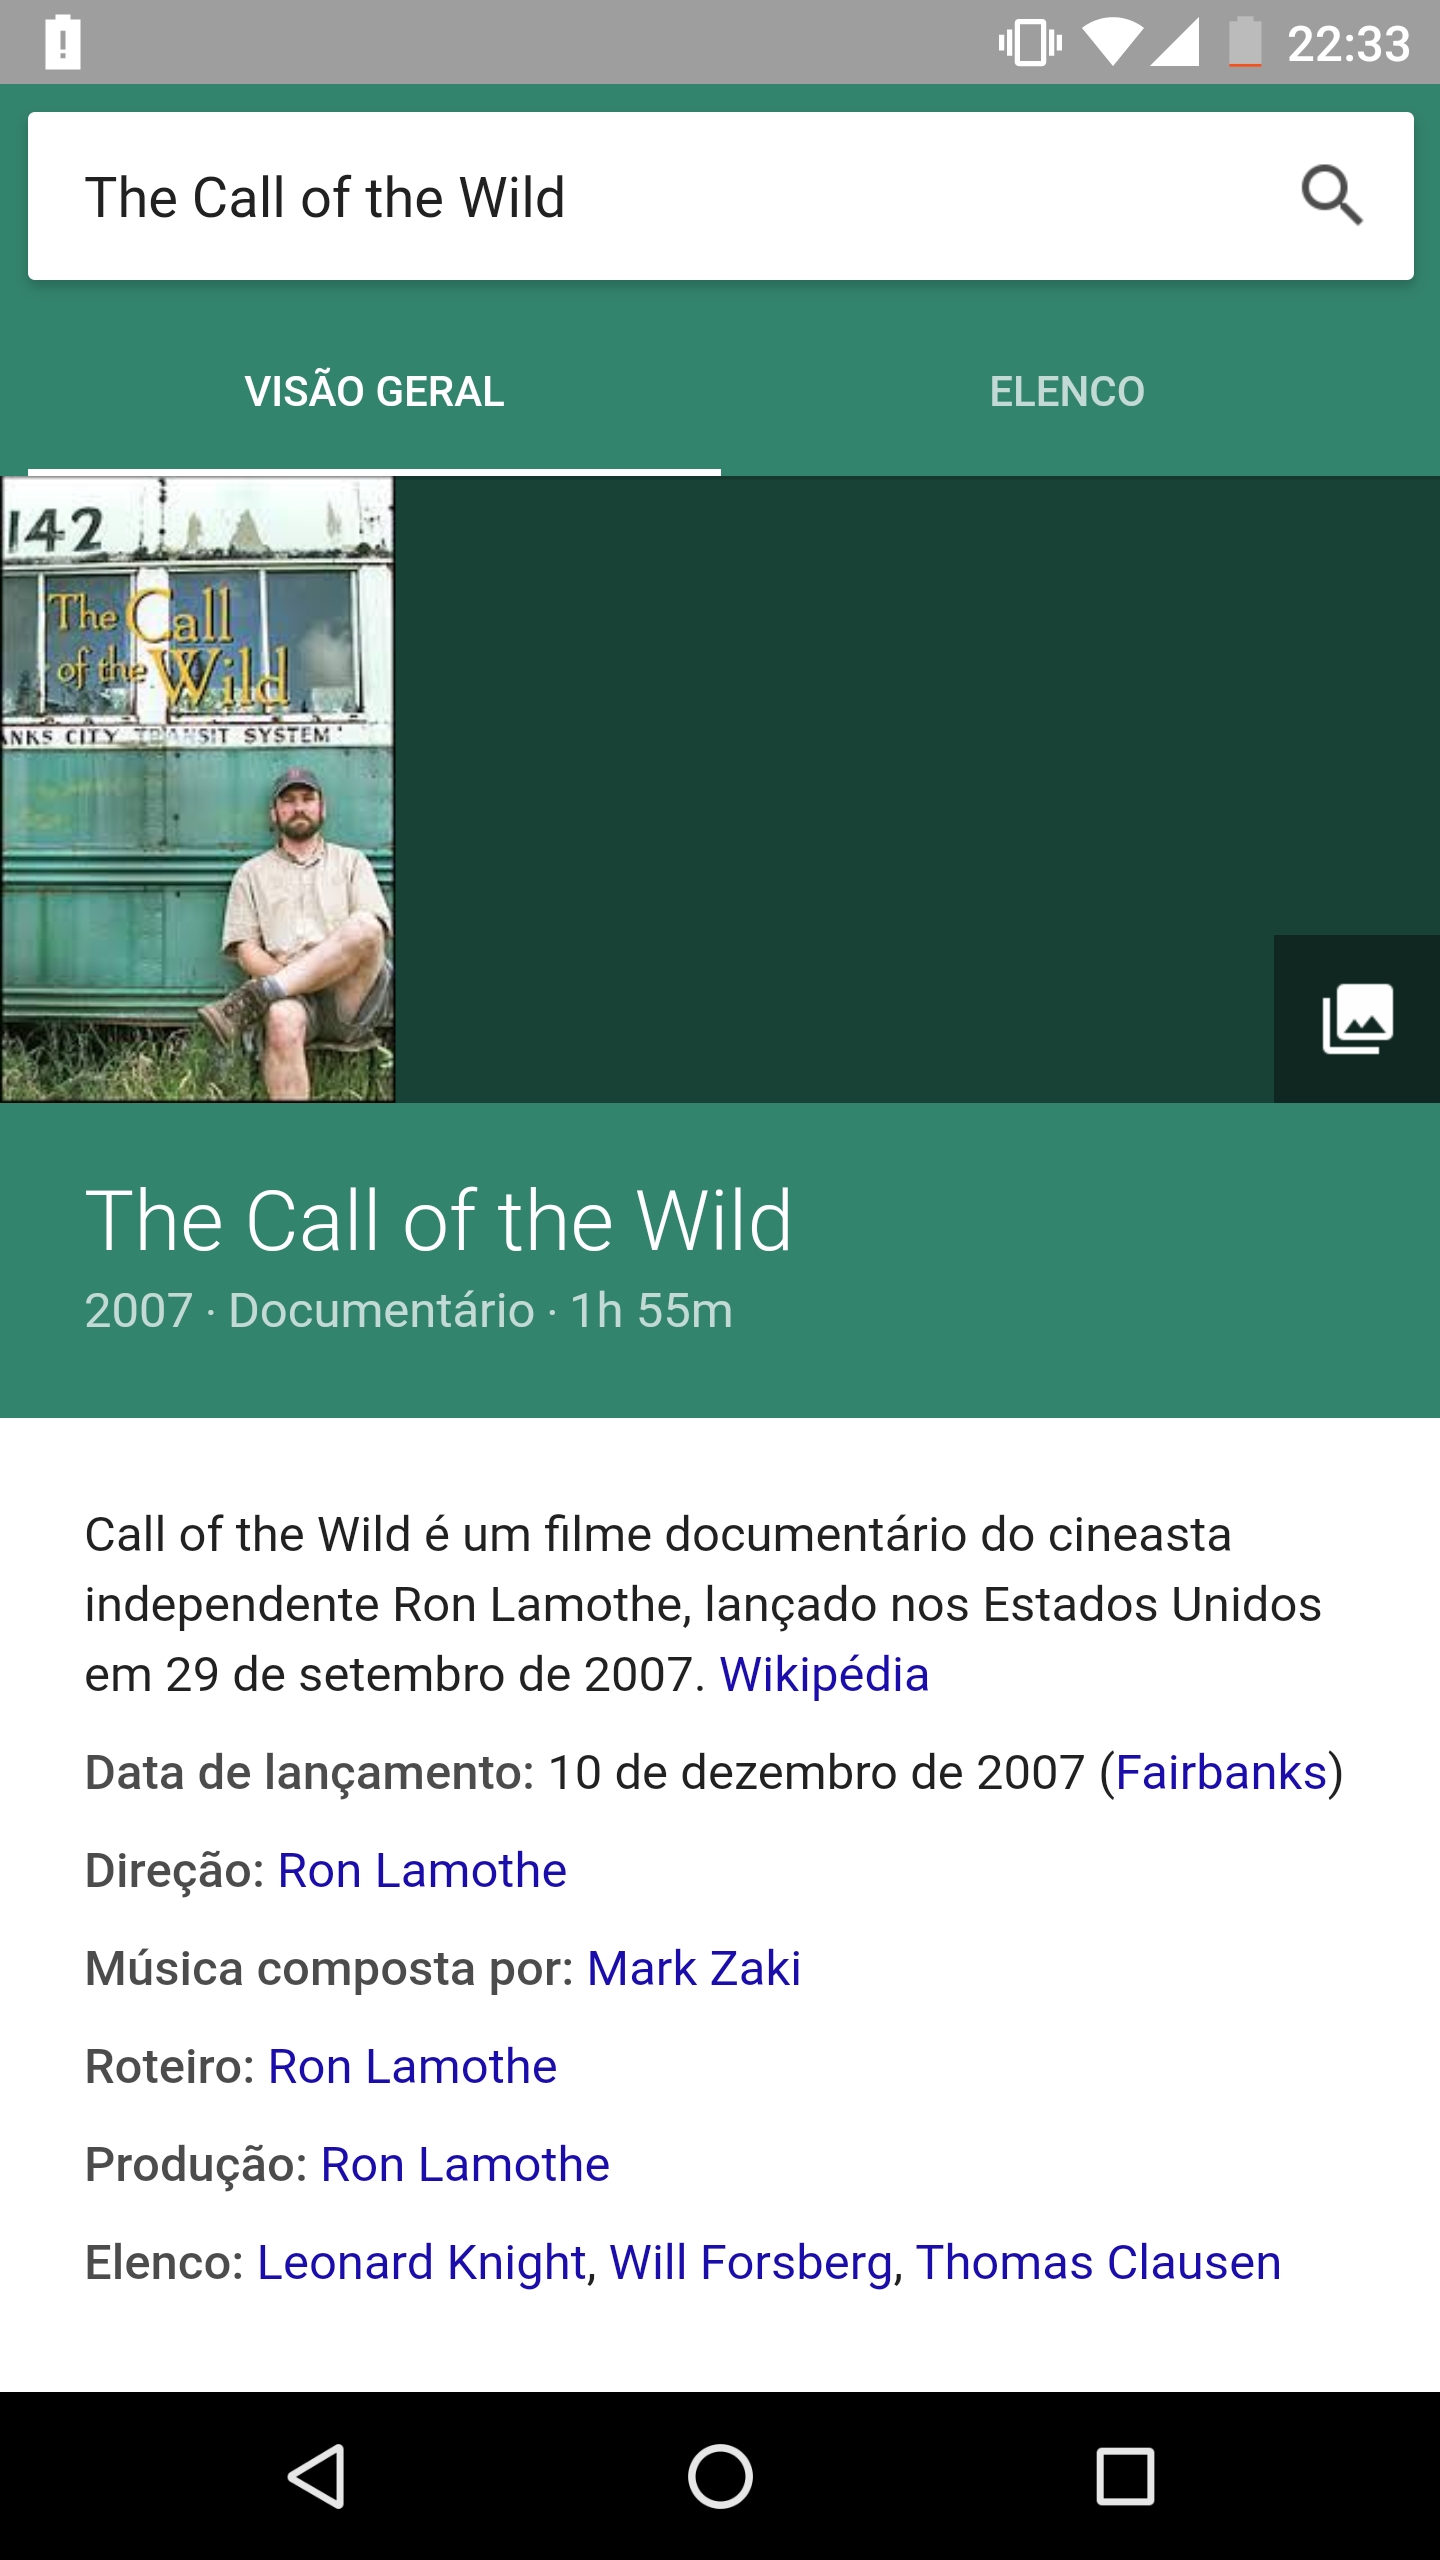 22:33
The Call of the Wild
VISÃO GERAL
ELENCO
142
The Call
of the Wild
ANKS CITY TRANSIT SYSTEM
The Call of the Wild
2007 · Documentário · 1h 55m
Call of the Wild é um filme documentário do cineasta
independente Ron Lamothe, lançado nos Estados Unidos
em 29 de setembro de 2007. Wikipédia
Data de lançamento: 10 de dezembro de 2007 (Fairbanks)
Direção: Ron Lamothe
Música composta por: Mark Zaki
Roteiro: Ron Lamothe
Produção: Ron Lamothe
Elenco: Leonard Knight, Will Forsberg, Thomas Clausen